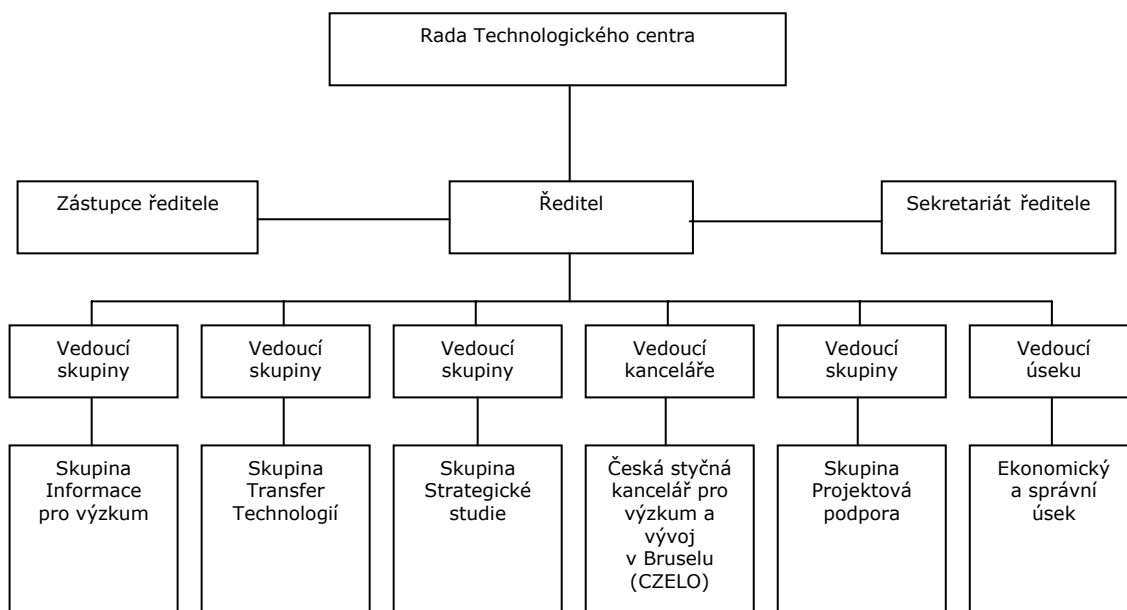 Rada Technologického centra
Zástupce ředitele
Ředitel
Sekretariát ředitele
Vedoucí
skupiny
Vedoucí
skupiny
Vedoucí
skupiny
Vedoucí
kanceláře
Vedoucí
skupiny
Vedoucí
úseku
Skupina
Informace
pro výzkum
Skupina
Transfer
Technologií
Skupina
Strategické
studie
Česká styčná
kancelář pro
výzkum a
vývoj
v Bruselu
(CZELO)
Skupina
Projektová
podpora
Ekonomický
a správní
úsek